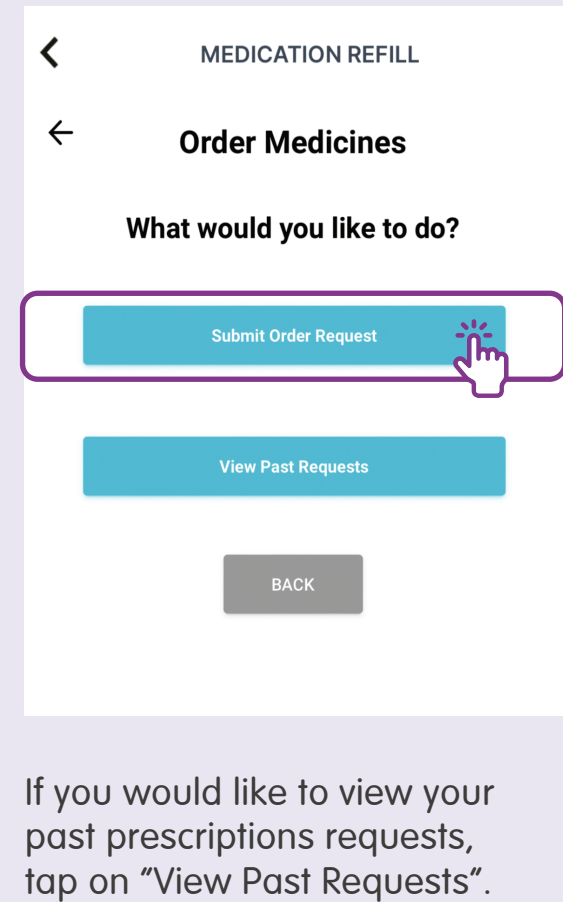 MEDICATION REFILL
Order Medicines
What would you like to do?
Submit Order Request
View Past Requests
BACK
If you would like to view your
past prescriptions requests,
tap on “View Past Requests”.